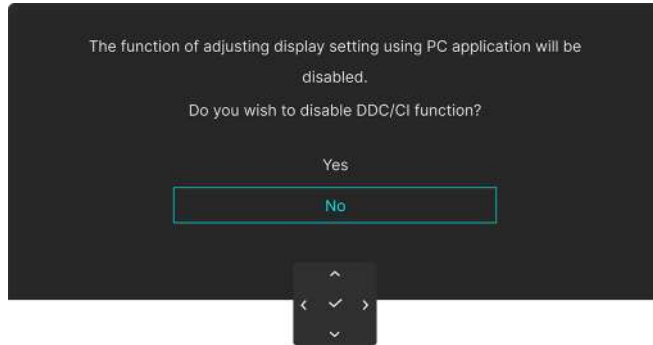 The function of adjusting display setting using PC application will be
disabled.
Do you wish to disable DDC/CI function?
Yes
No